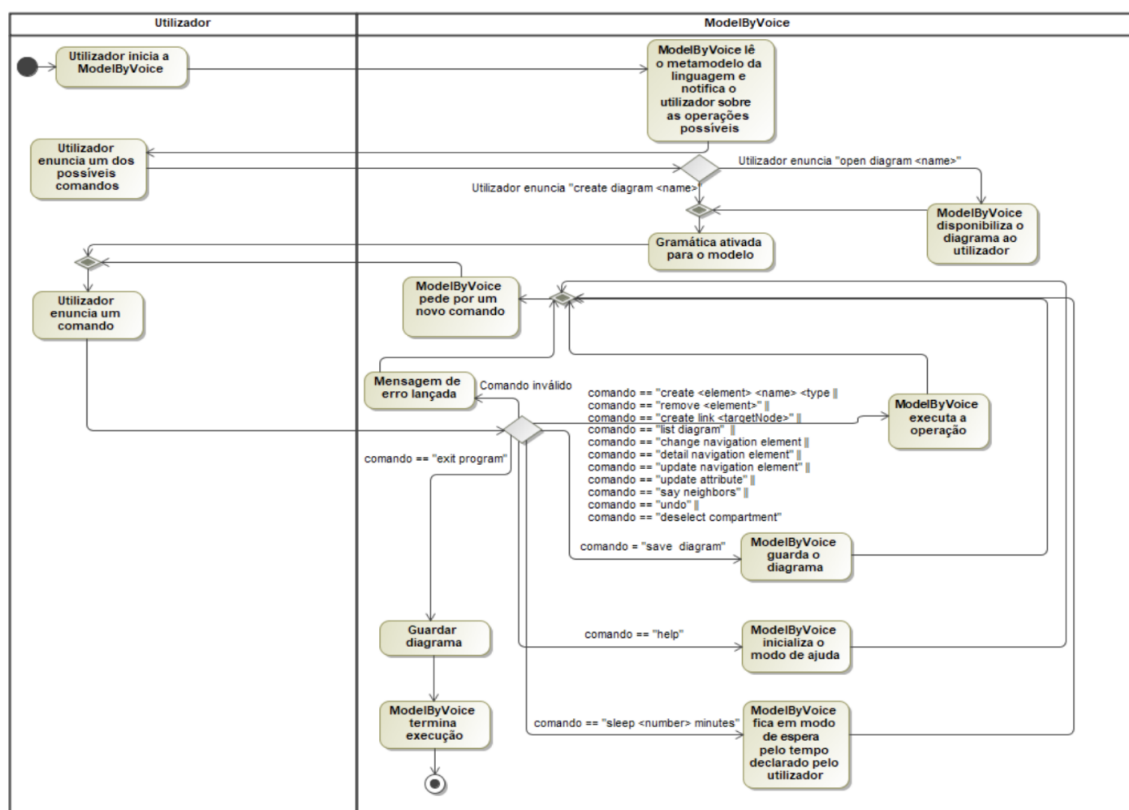 Utilizador
ModelByVoice
Utilizador inicia a
ModelByVoice
ModelByVoice lê
o metamodelo da
linguagem e
notifica o
utilizador sobre
as operações
possíveis
Utilizador
enuncia um dos
possíveis
comandos
Utilizador enuncia "open diagram <name>"
Utilizador enuncia "create diagram <name>
ModelByVoice
disponibiliza o
diagrama ao
utilizador
Gramática ativada
para o modelo
ModelByVoice
pede por um
novo comando
Utilizador
enuncia um
comando
Mensagem de
erro lançada
Comando inválido
comando == "create <element> <name> <type ||
comando == "remove <element>" ||
comando == "create link <targetNode>" ||
comando == "list diagram" ||
comando == "change navigation element ||
comando == "detail navigation element" ||
comando == "update navigation element" ||
comando == "update attribute" ||
comando == "say neighbors" ||
comando == "undo" ||
comando == "deselect compartment"
ModelByVoice
executa a
operação
comando == "exit program"
comando = "save  diagram"
ModelByVoice
guarda o
diagrama
Guardar
diagrama
comando == "help"
ModelByVoice
inicializa o
modo de ajuda
ModelByVoice
termina
execução
comando == "sleep <number> minutes"
ModelByVoice
fica em modo
de espera
pelo tempo
declarado pelo
utilizador